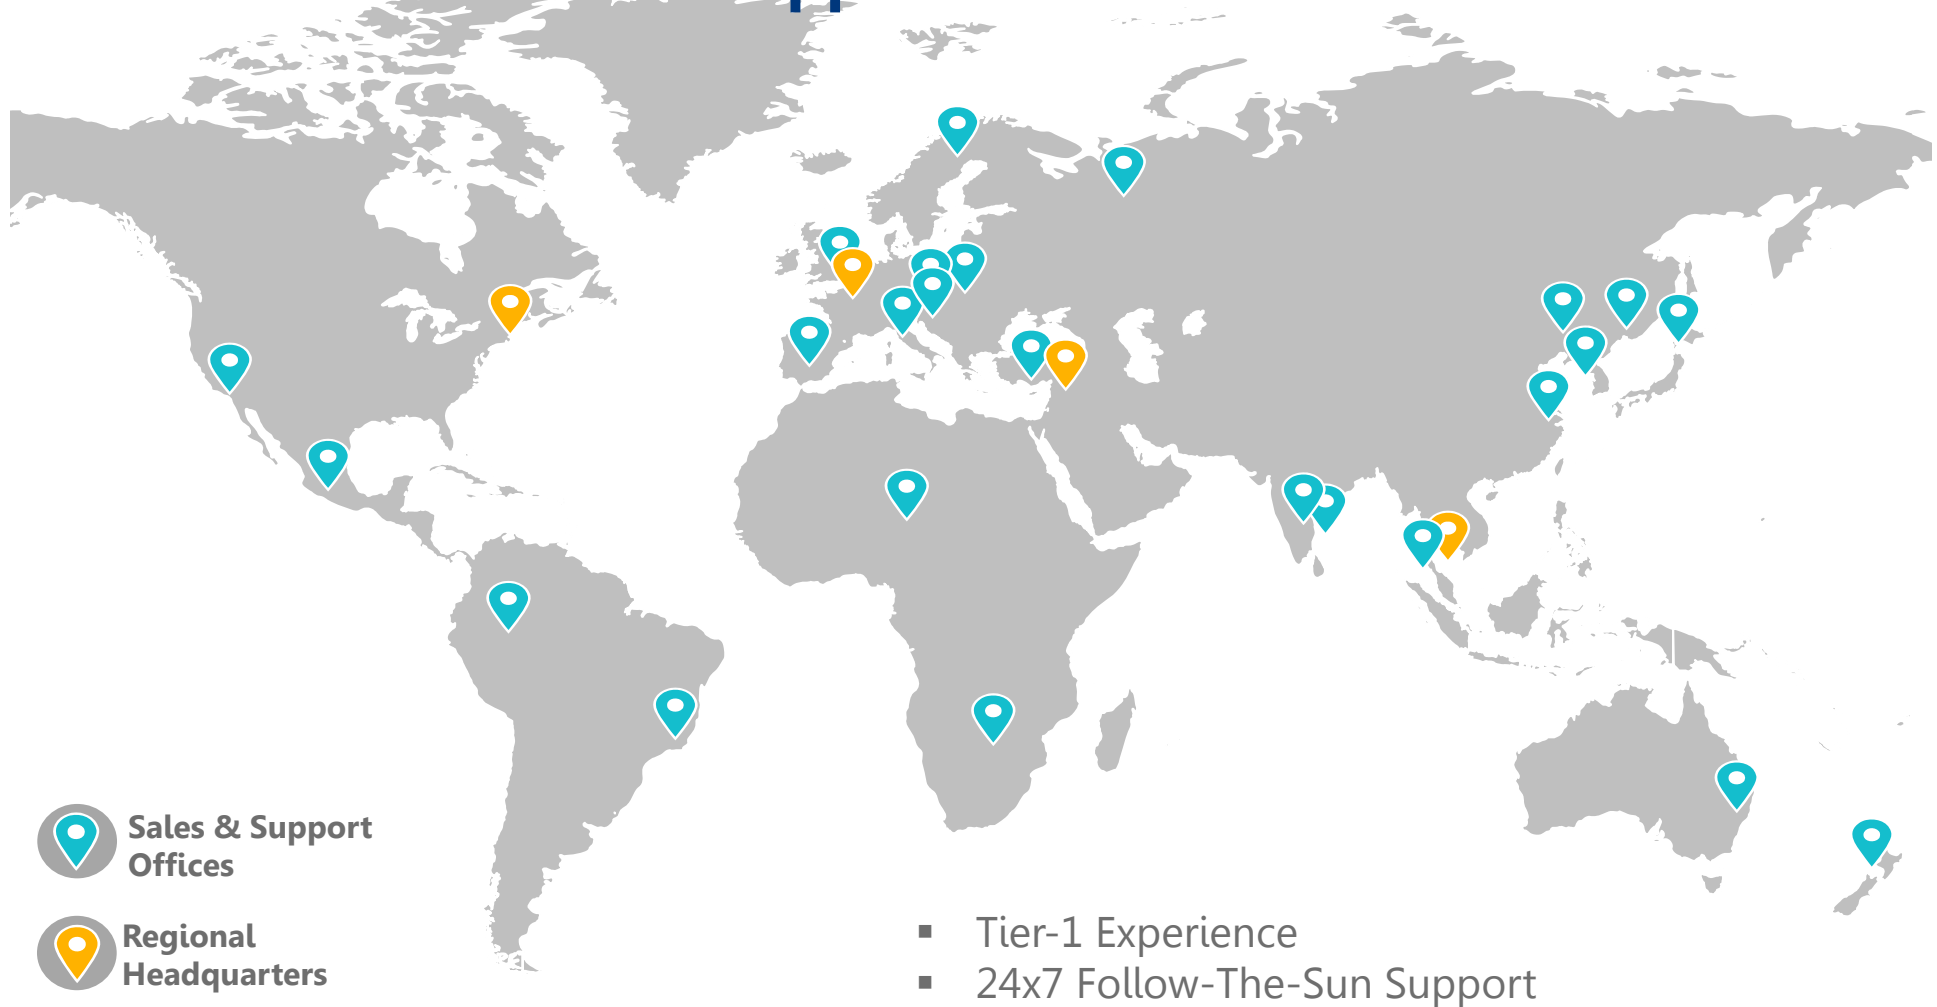 Sales & Support
Offices
Regional
Headquarters
▪ Tier-1 Experience
▪ 24x7 Follow-The-Sun Support